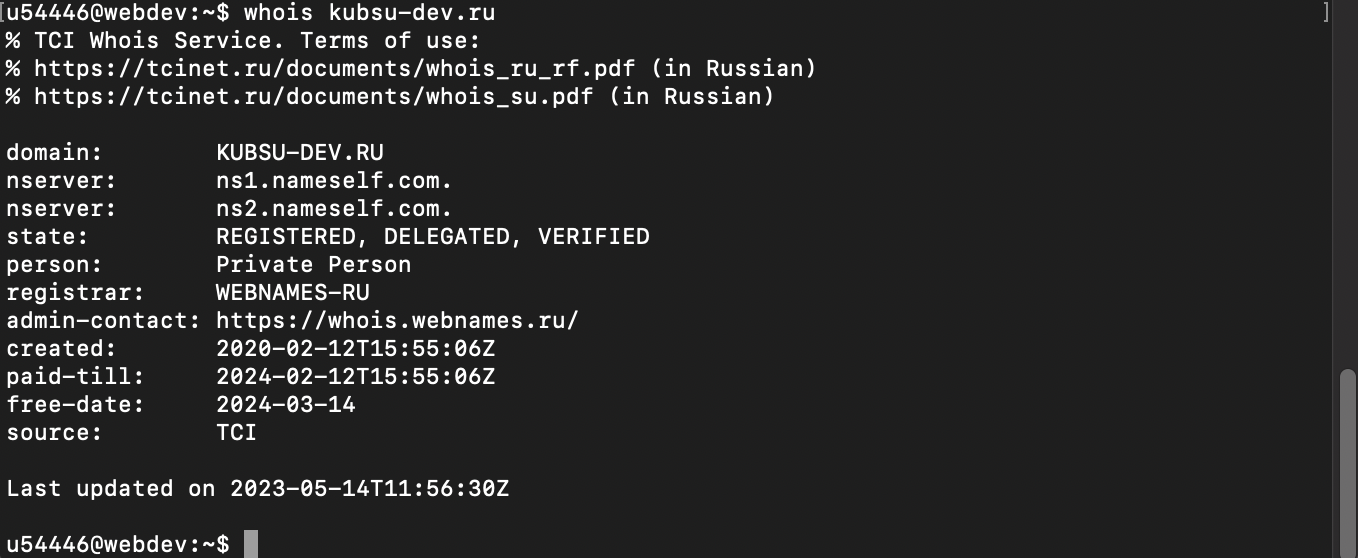 [u54446@webdev:~$ whois kubsu-dev.ru ]
% TCI Whois Service. Terms of use:
% https://tcinet.ru/documents/whois_ru_rf.pdf (in Russian)
% https://tcinet.ru/documents/whois_su.pdf (in Russian)
domain: KUBSU-DEV.RU
nserver: ns1.nameself.com.
nserver: ns2.nameself.com.
state: REGISTERED, DELEGATED, VERIFIED
person: Private Person
registrar: WEBNAMES-RU
admin-contact: https://whois.webnames.ru/
created: 2020-02-12T15:55:06Z
paid-till: 2024-02-12T15:55:06Z
free-date: 2024-03-14
source: TCI
Last updated on 2023-05-14T11:56:30Z
u54446@webdev:~$